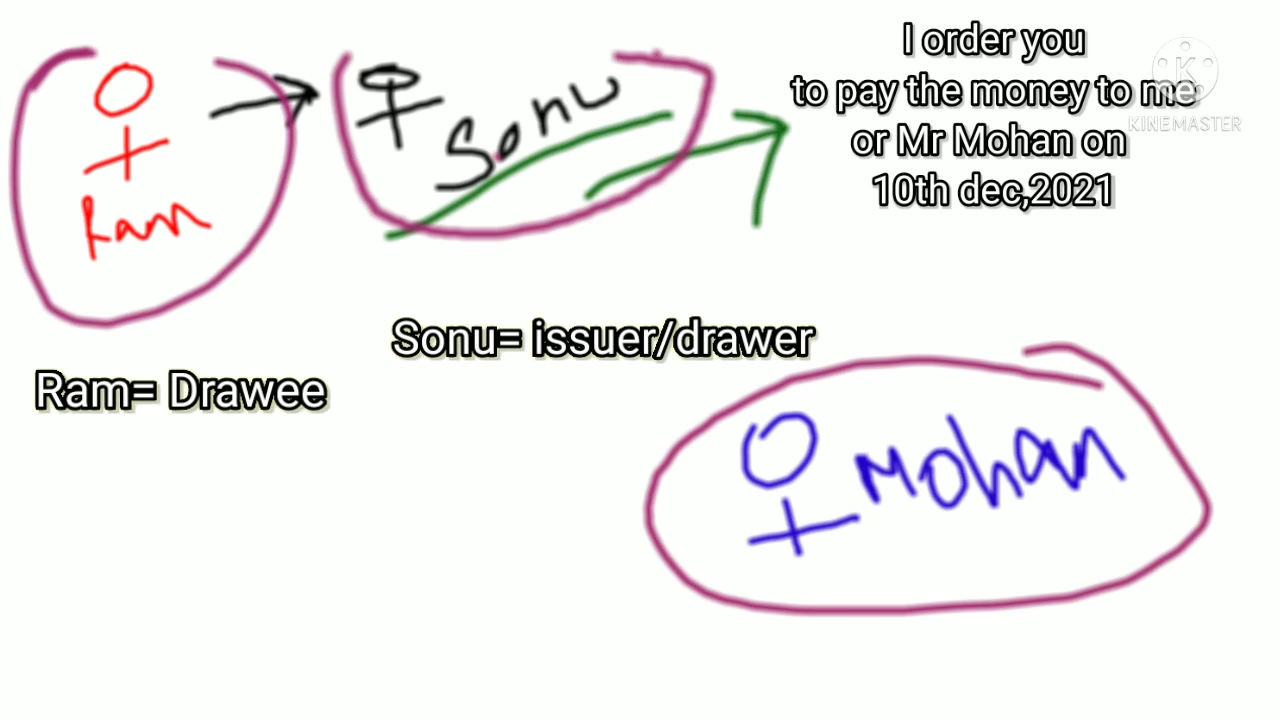 Ram
Sonu
I order you
to pay the money to me
or Mr Mohan on
10th dec,2021
K
KINEMASTER
Sonu= issuer/drawer
Ram= Drawee
Mohan